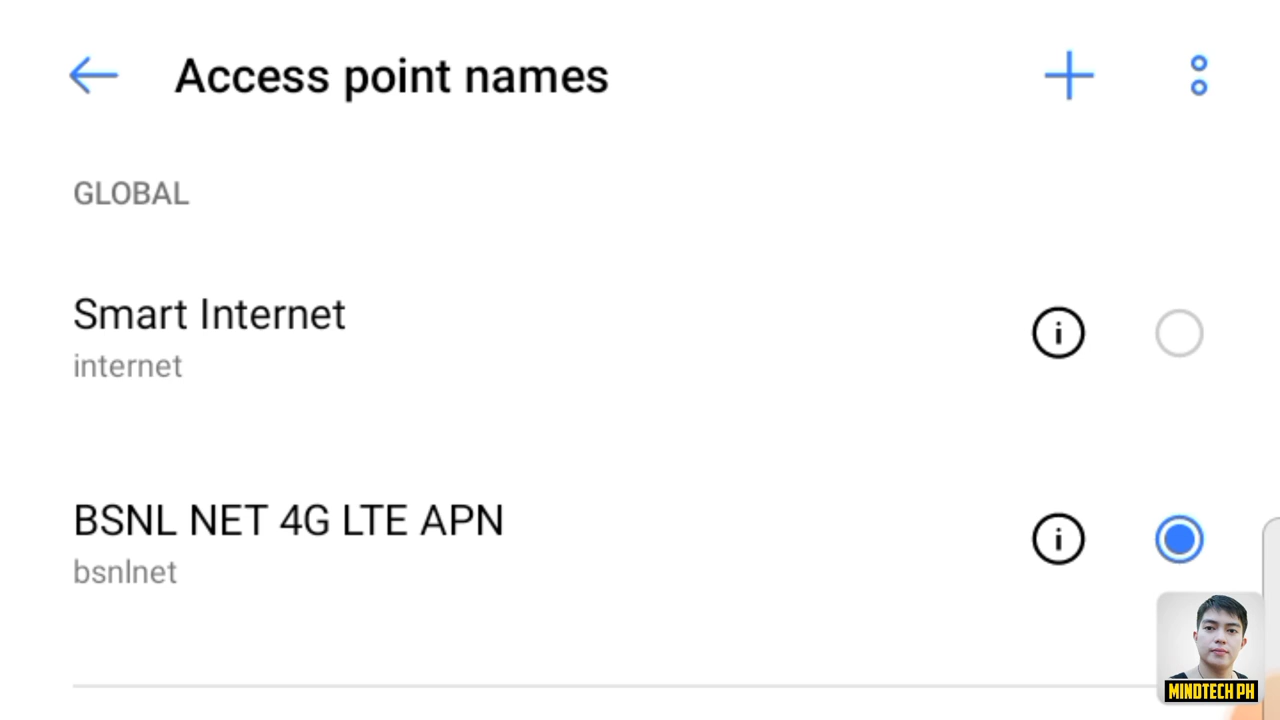 Access point names
GLOBAL
Smart Internet
internet
BSNL NET 4G LTE APN
bsnlnet
MINDTECH PH